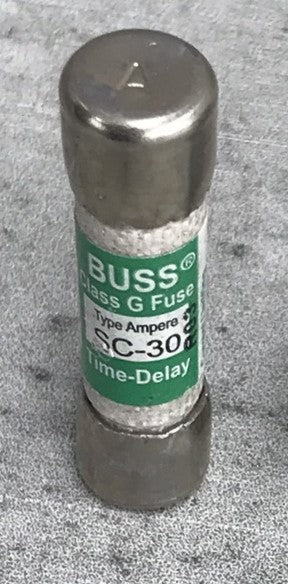 A
BUSS®
Class G Fuse
Type Ampere
SC-30
Time-Delay